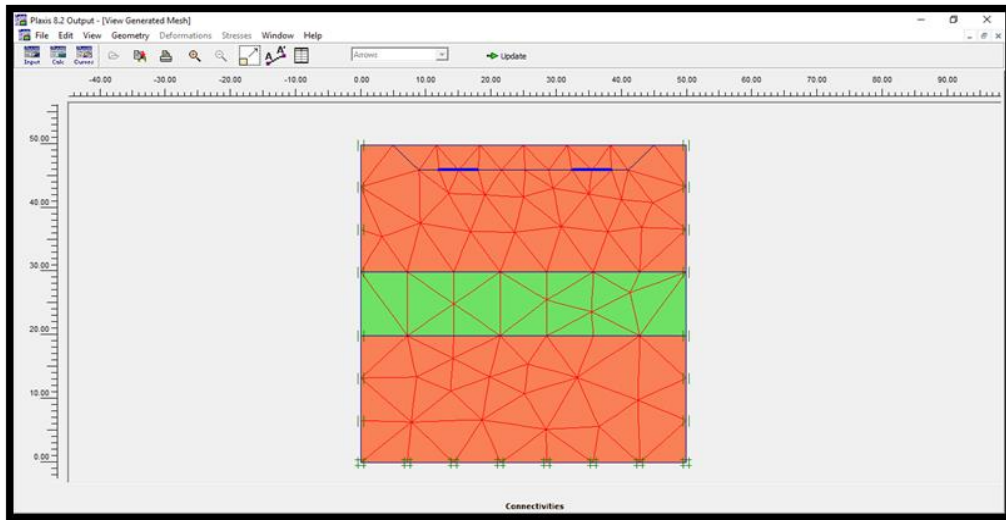 Plaxis 8.2 Output - [View Generated Mesh]
File Edit View Geometry Deformations Stresses Window Help
Input Calc Curves Arrows Update
-40.00 -30.00 -20.00 -10.00 0.00 10.00 20.00 30.00 40.00 50.00 60.00 70.00 80.00 90.00
50.00
40.00
30.00
20.00
10.00
0.00
Connectivities